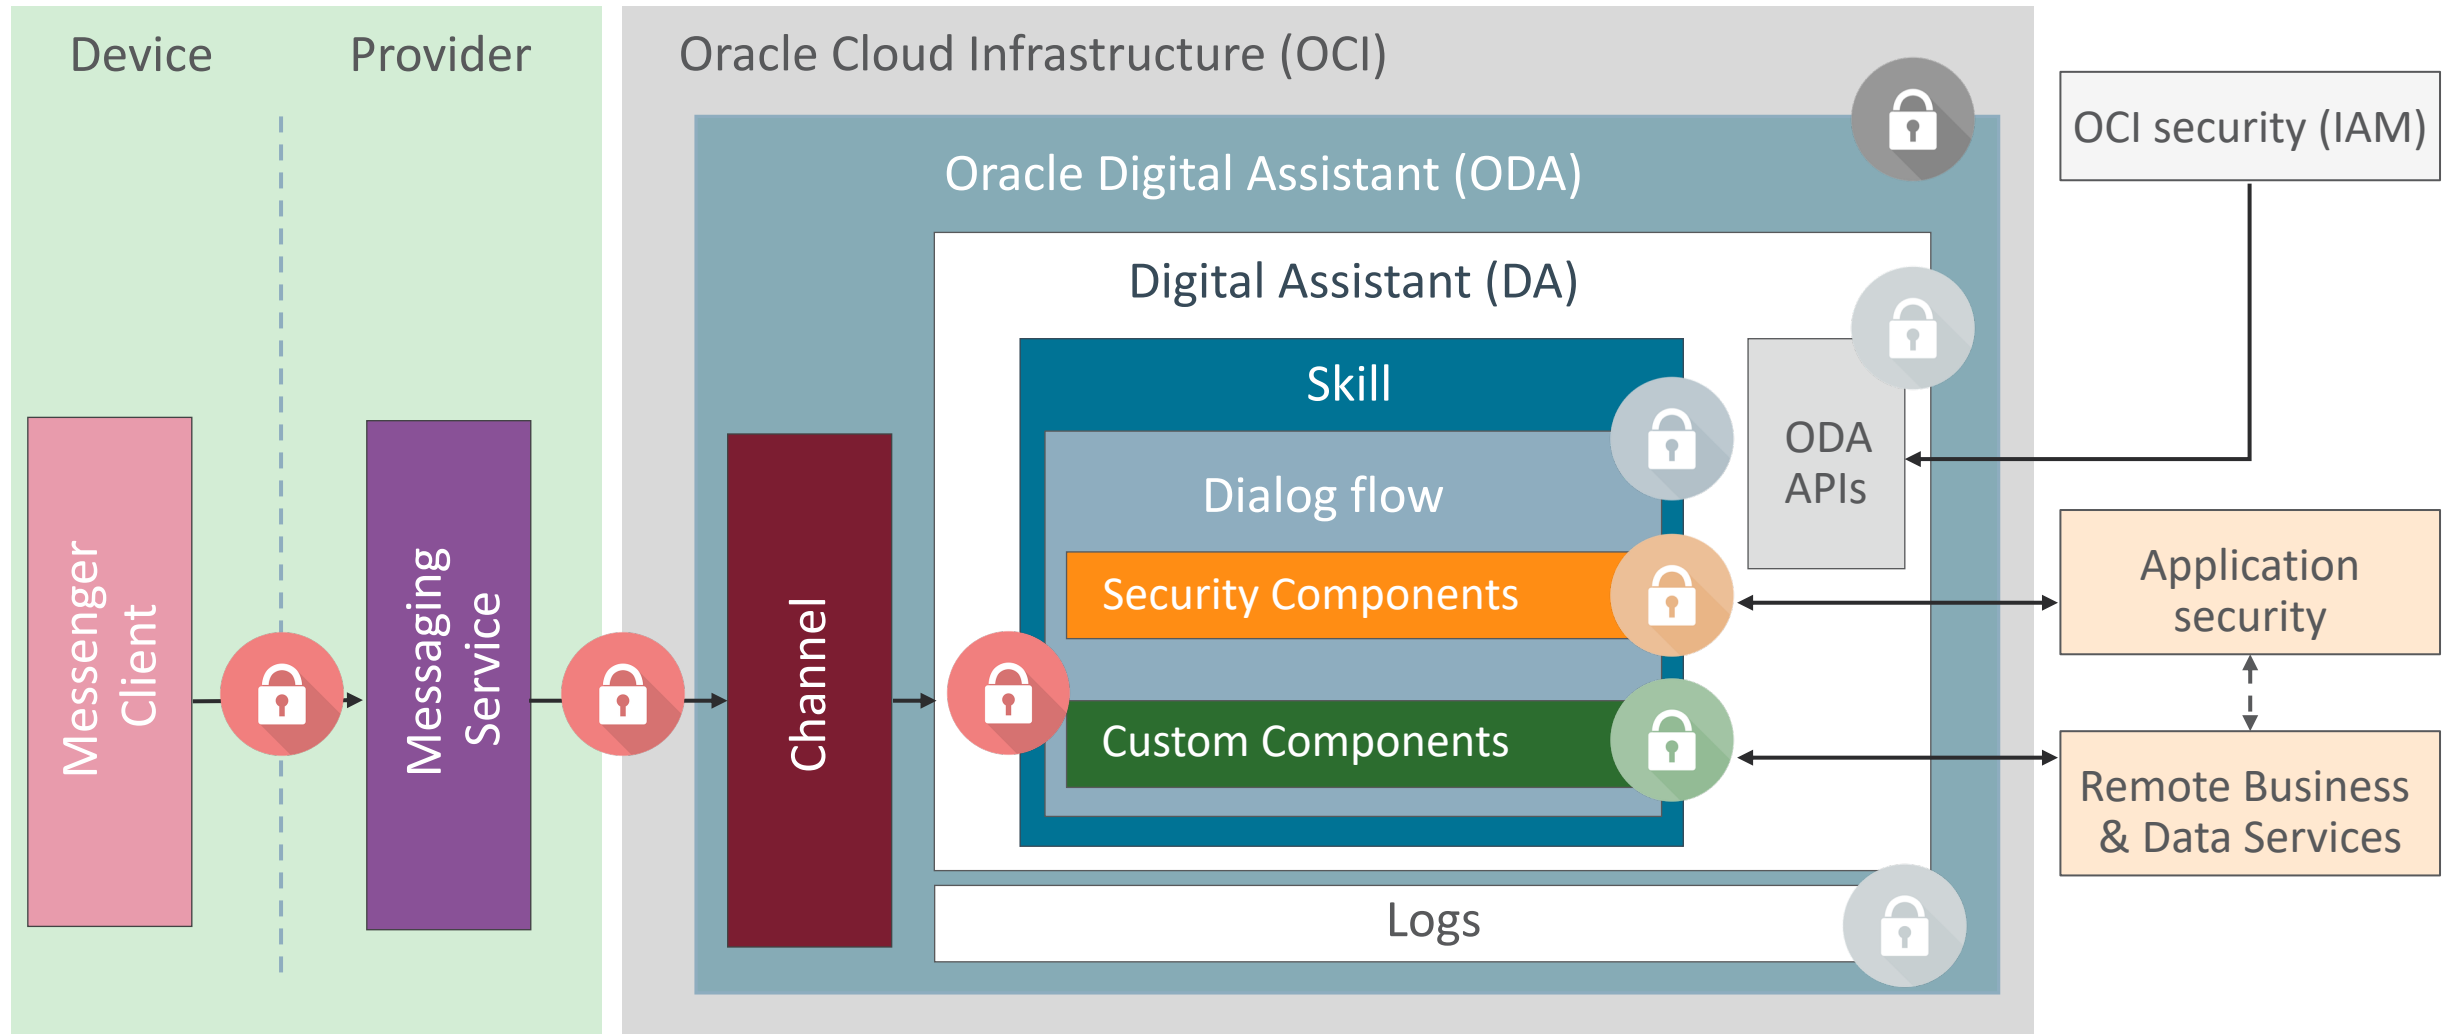 Device
Provider
Oracle Cloud Infrastructure (OCI)
OCI security (IAM)
Oracle Digital Assistant (ODA)
Digital Assistant (DA)
Skill
ODA
APIs
Dialog flow
Security Components
Application
security
Messenger
Client
Messaging
Service
Channel
Custom Components
Remote Business
& Data Services
Logs